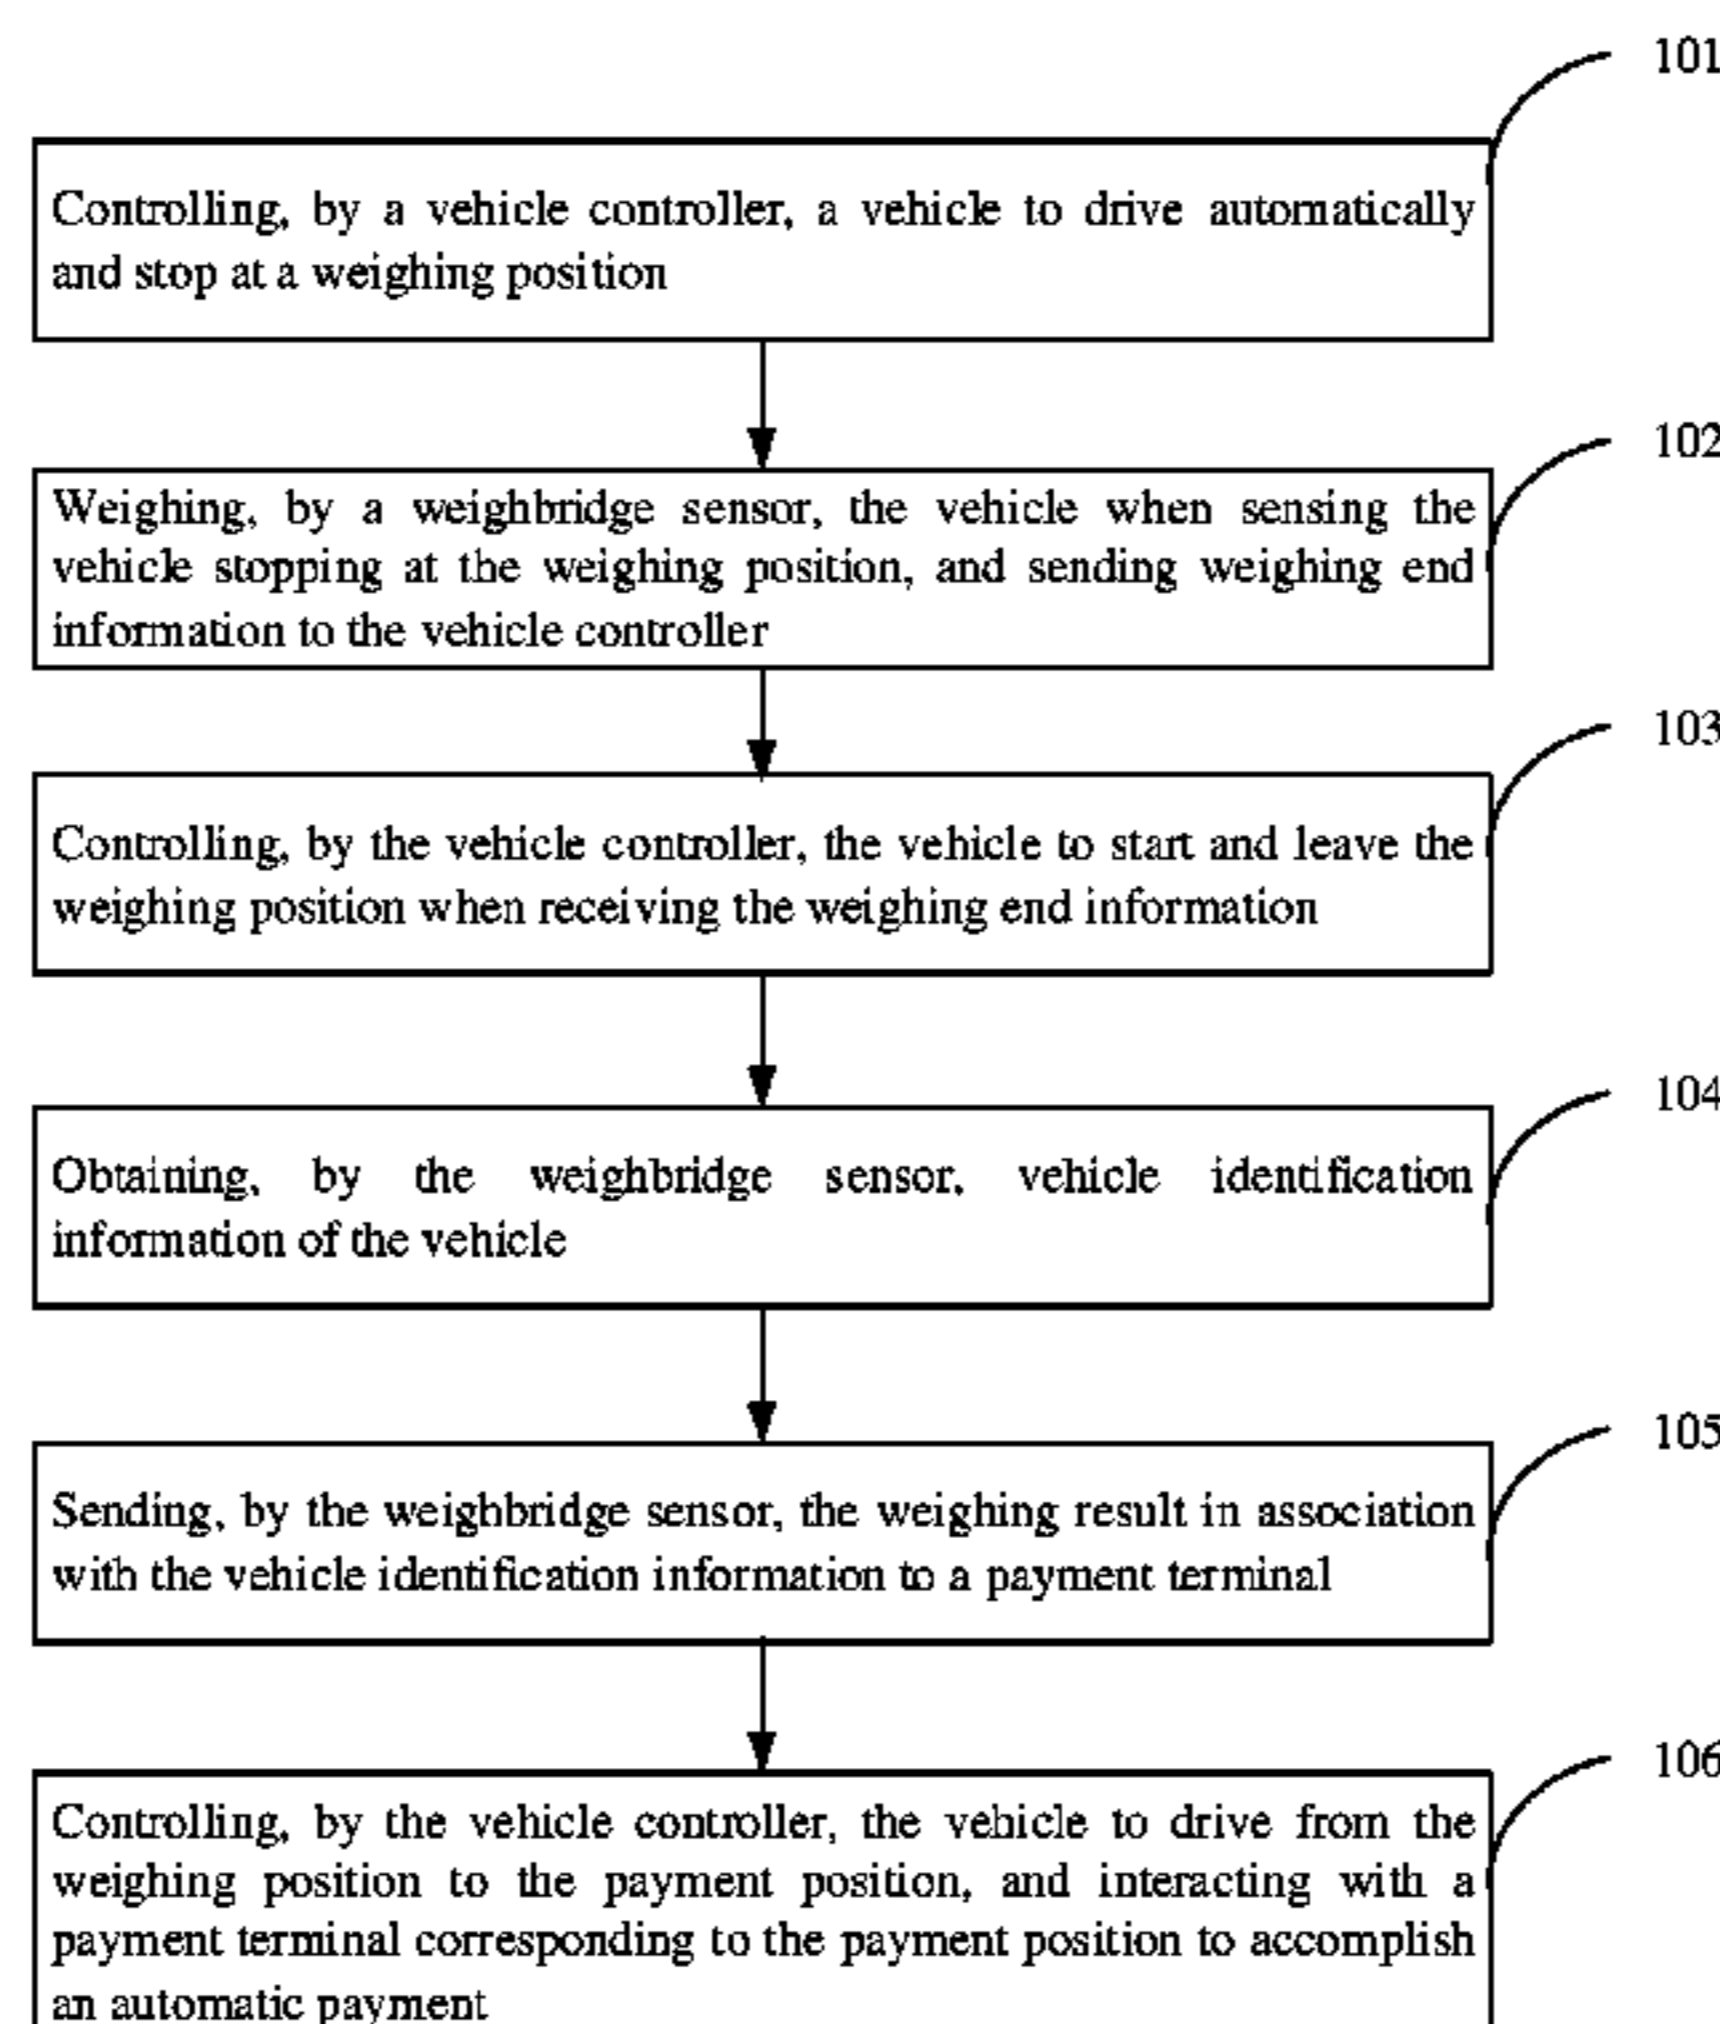 101
Controlling, by a vehicle controller, a vehicle to drive automatically
and stop at a weighing position
102
Weighing, by a weighbridge sensor, the vehicle when sensing the
vehicle stopping at the weighing position, and sending weighing end
information to the vehicle controller
103
Controlling, by the vehicle controller, the vehicle to start and leave the
weighing position when receiving the weighing end information
104
Obtaining, by the weighbridge sensor, vehicle identification
information of the vehicle
105
Sending, by the weighbridge sensor, the weighing result in association
with the vehicle identification information to a payment terminal
106
Controlling, by the vehicle controller, the vehicle to drive from the
weighing position to the payment position, and interacting with a
payment terminal corresponding to the payment position to accomplish
an automatic payment